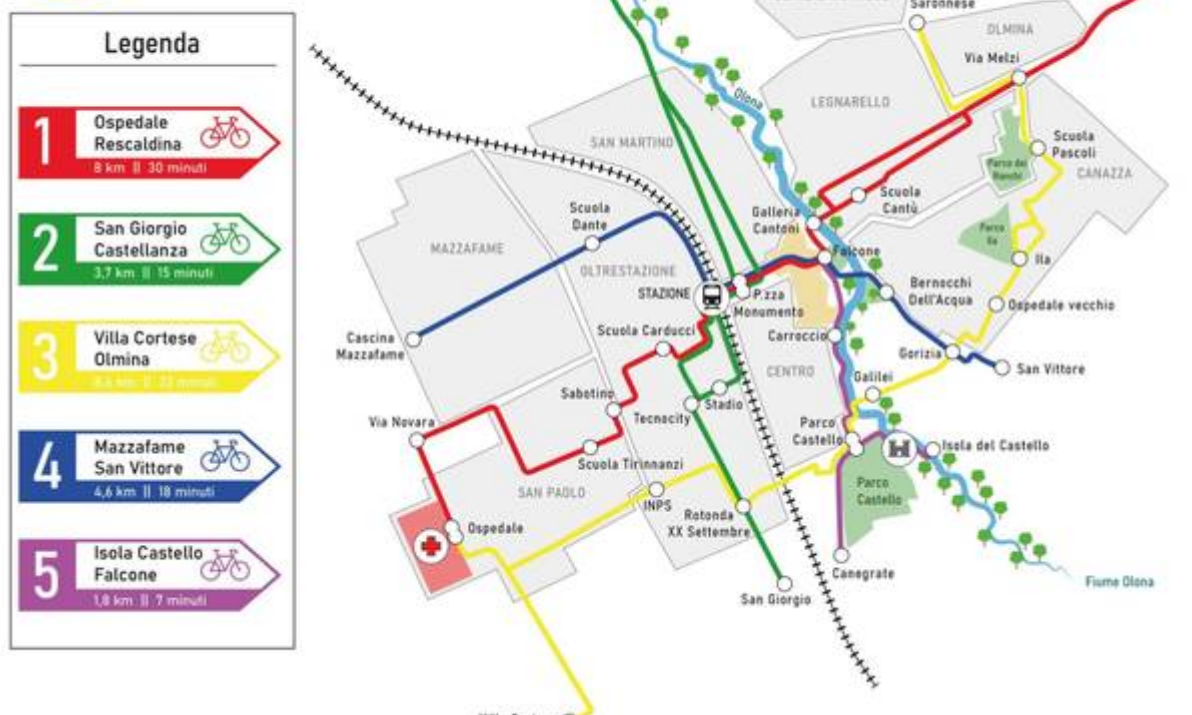 Legenda
1
Ospedale
Rescaldina
8 km || 30 minuti
2
San Giorgio
Castellanza
3,7 km || 15 minuti
3
Villa Cortese
Olmina
4
Mazzafame
San Vittore
4,6 km || 18 minuti
5
Isola Castello
Falcone
1,8 km || 7 minuti
Saronnese
OLMINA
Via Melzi
Olona
LEGNARELLO
SAN MARTINO
Scuola
Pascoli
Parco dei
Ronchi
CANAZZA
Scuola
Cantù
Scuola
Dante
Galleria
Cantoni
Parco
Ila
MAZZAFAME
OLTRESTAZIONE
Falcone
Ila
STAZIONE
P.zza
Monumento
Bernocchi
Dell'Acqua
Ospedale vecchio
Cascina
Mazzafame
Scuola Carducci
Carroccio
Gorizia
San Vittore
CENTRO
Galilei
Sabotino
Tecnocity
Stadio
Via Novara
Parco
Castello
Isola del Castello
Scuola Tirinnanzi
SAN PAOLO
INPS
Parco
Castello
Rotonda
XX Settembre
Ospedale
Canegrate
Fiume Olona
San Giorgio